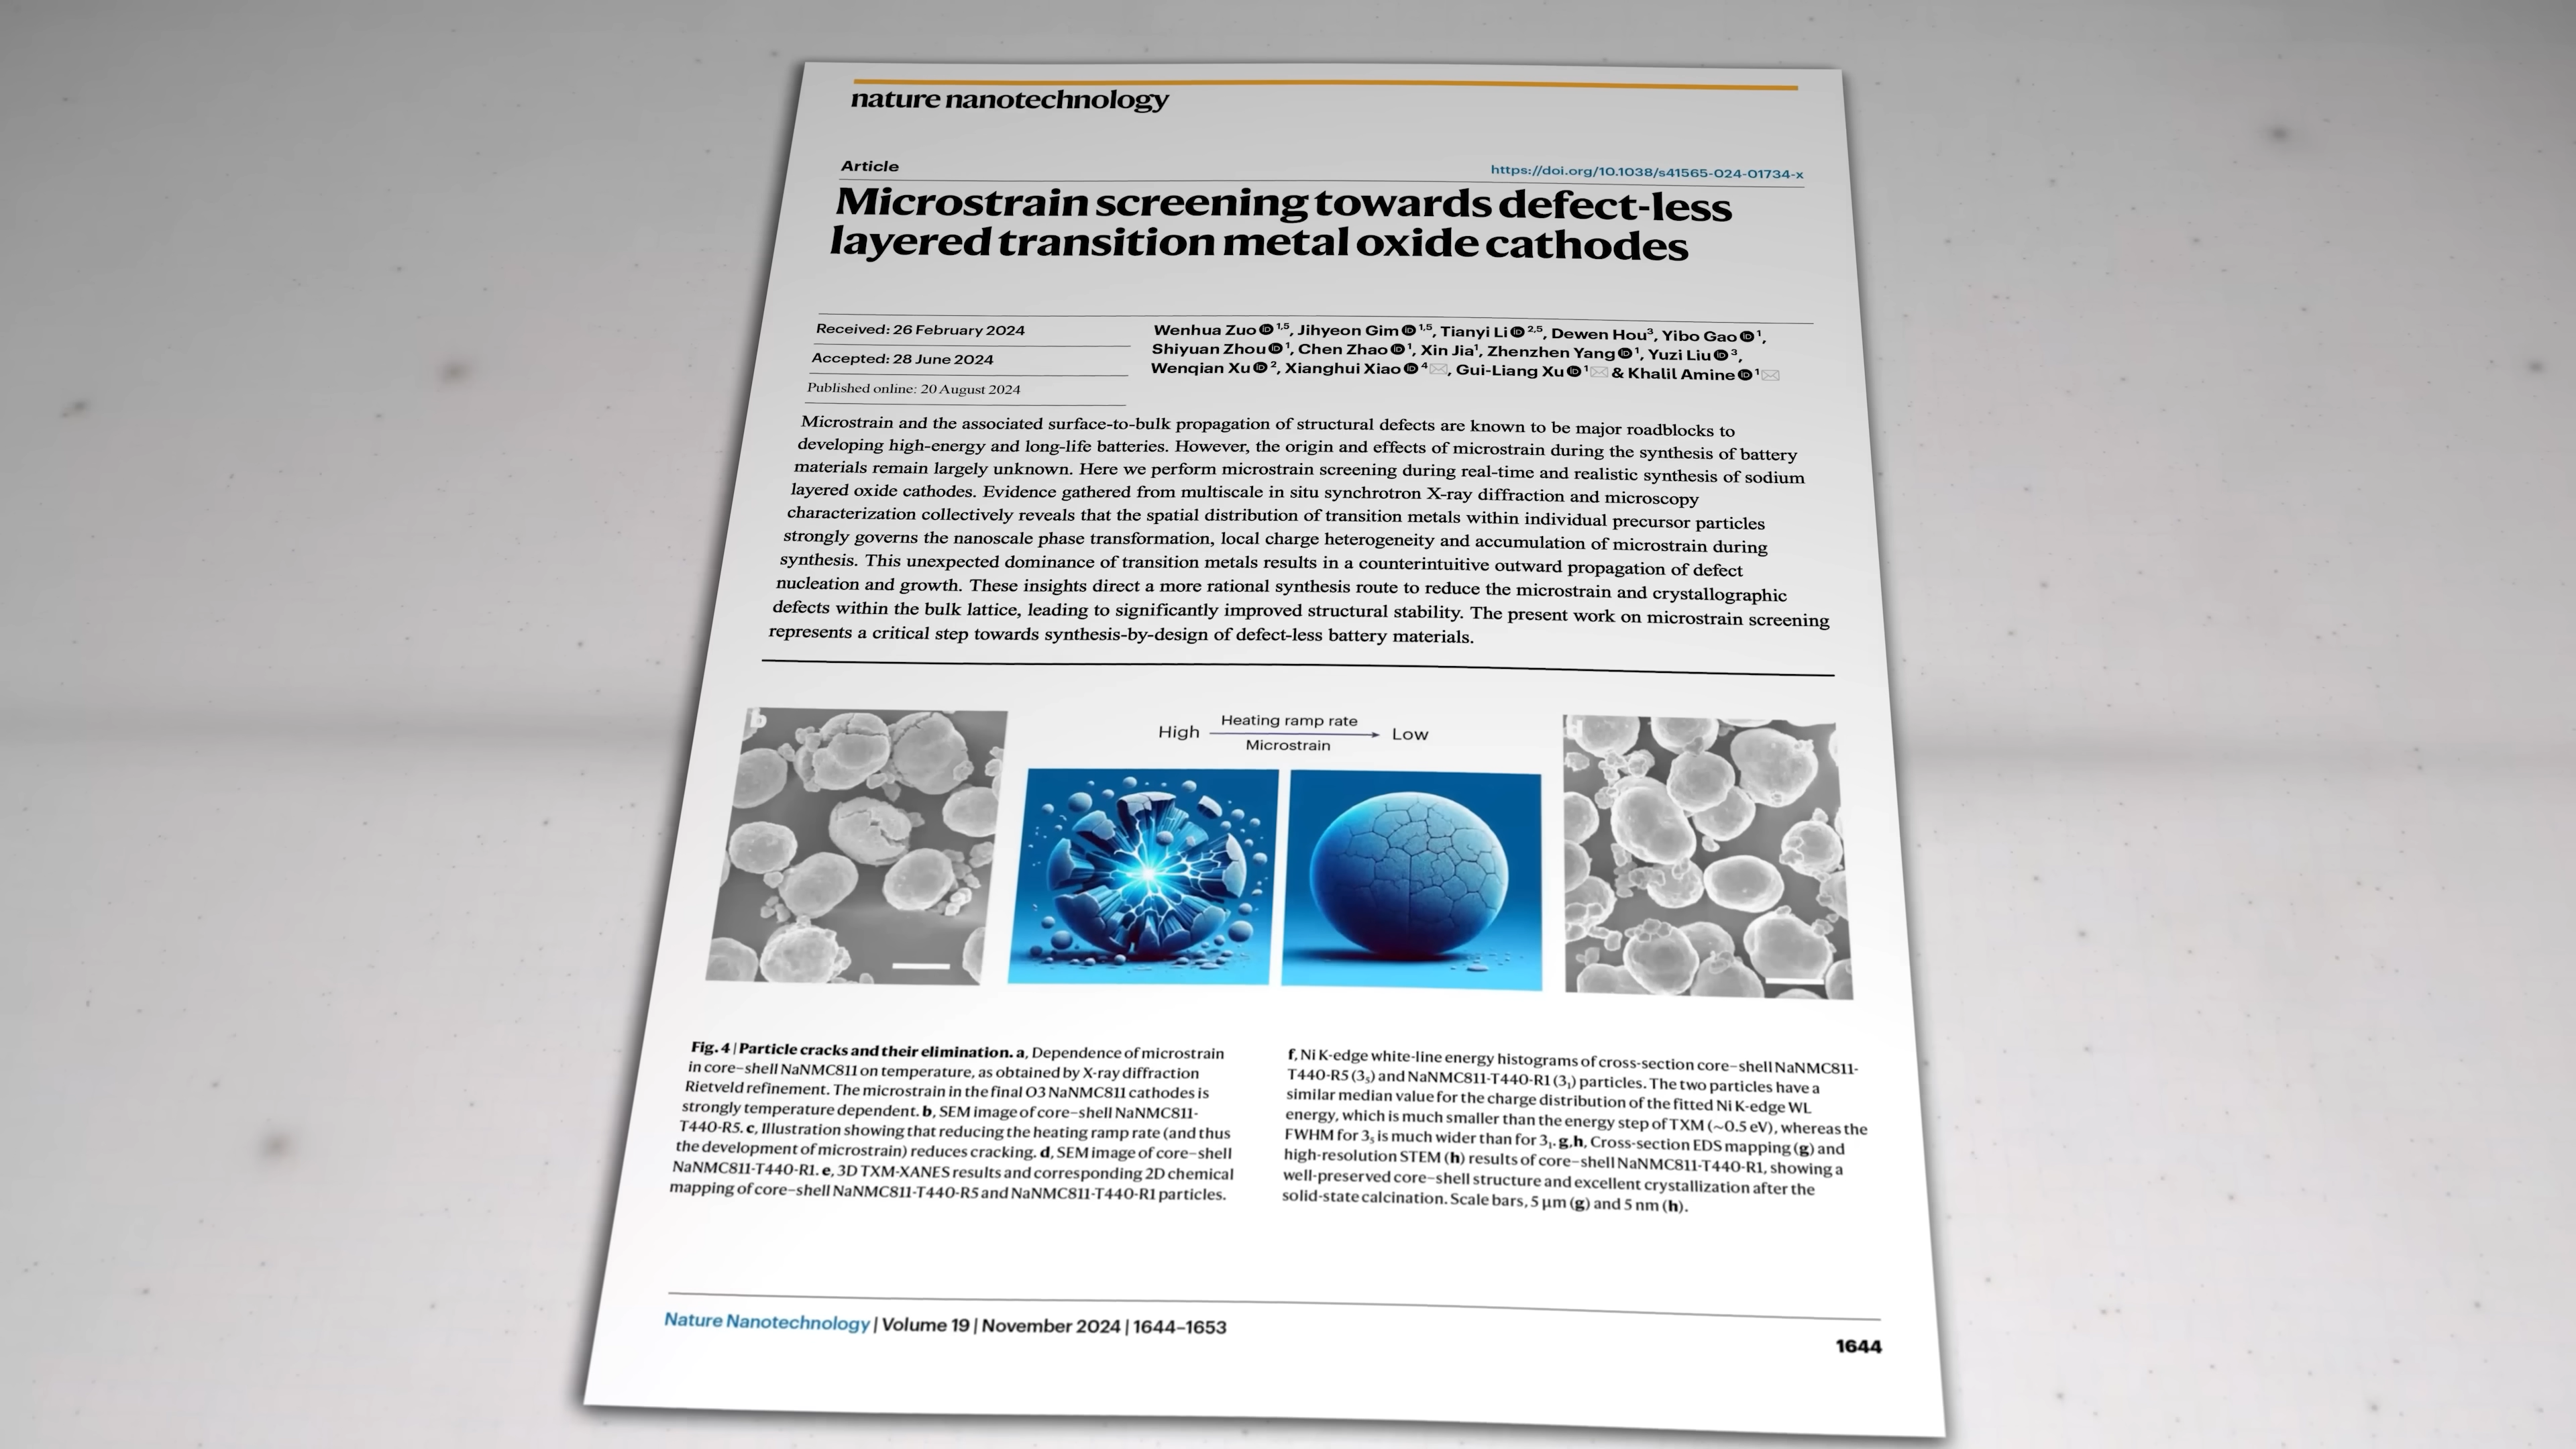 nature nanotechnology
Article
https://doi.org/10.1038/s41565-024-01734-x
Microstrain screening towards defect-less
layered transition metal oxide cathodes
Received: 26 February 2024
Accepted: 28 June 2024
Published online: 20 August 2024
Wenhua Zuo iD 1,5, Jihyeon Gim iD 1,5, Tianyi Li iD 2,5, Dewen Hou3, Yibo Gao iD 1,
Shiyuan Zhou iD 1, Chen Zhao iD 1, Xin Jia1, Zhenzhen Yang iD 1, Yuzi Liu iD 3,
Wenqian Xu iD 2, Xianghui Xiao iD 4, Gui-Liang Xu iD 1 & Khalil Amine iD 1
Microstrain and the associated surface-to-bulk propagation of structural defects are known to be major roadblocks to
developing high-energy and long-life batteries. However, the origin and effects of microstrain during the synthesis of battery
materials remain largely unknown. Here we perform microstrain screening during real-time and realistic synthesis of sodium
layered oxide cathodes. Evidence gathered from multiscale in situ synchrotron X-ray diffraction and microscopy
characterization collectively reveals that the spatial distribution of transition metals within individual precursor particles
strongly governs the nanoscale phase transformation, local charge heterogeneity and accumulation of microstrain during
synthesis. This unexpected dominance of transition metals results in a counterintuitive outward propagation of defect
nucleation and growth. These insights direct a more rational synthesis route to reduce the microstrain and crystallographic
defects within the bulk lattice, leading to significantly improved structural stability. The present work on microstrain screening
represents a critical step towards synthesis-by-design of defect-less battery materials.
b
High
Heating ramp rate
Microstrain
Low
d
Fig. 4 | Particle cracks and their elimination. a, Dependence of microstrain
in core–shell NaNMC811 on temperature, as obtained by X-ray diffraction
Rietveld refinement. The microstrain in the final O3 NaNMC811 cathodes is
strongly temperature dependent. b, SEM image of core–shell NaNMC811-
T440-R5. c, Illustration showing that reducing the heating ramp rate (and thus
the development of microstrain) reduces cracking. d, SEM image of core–shell
NaNMC811-T440-R1. e, 3D TXM-XANES results and corresponding 2D chemical
mapping of core–shell NaNMC811-T440-R5 and NaNMC811-T440-R1 particles.
f, Ni K-edge white-line energy histograms of cross-section core–shell NaNMC811-
T440-R5 (3s) and NaNMC811-T440-R1 (31) particles. The two particles have a
similar median value for the charge distribution of the fitted Ni K-edge WL
energy, which is much smaller than the energy step of TXM (~0.5 eV), whereas the
FWHM for 3s is much wider than for 31. g,h, Cross-section EDS mapping (g) and
high-resolution STEM (h) results of core–shell NaNMC811-T440-R1, showing a
well-preserved core–shell structure and excellent crystallization after the
solid-state calcination. Scale bars, 5 μm (g) and 5 nm (h).
Nature Nanotechnology | Volume 19 | November 2024 | 1644–1653
1644